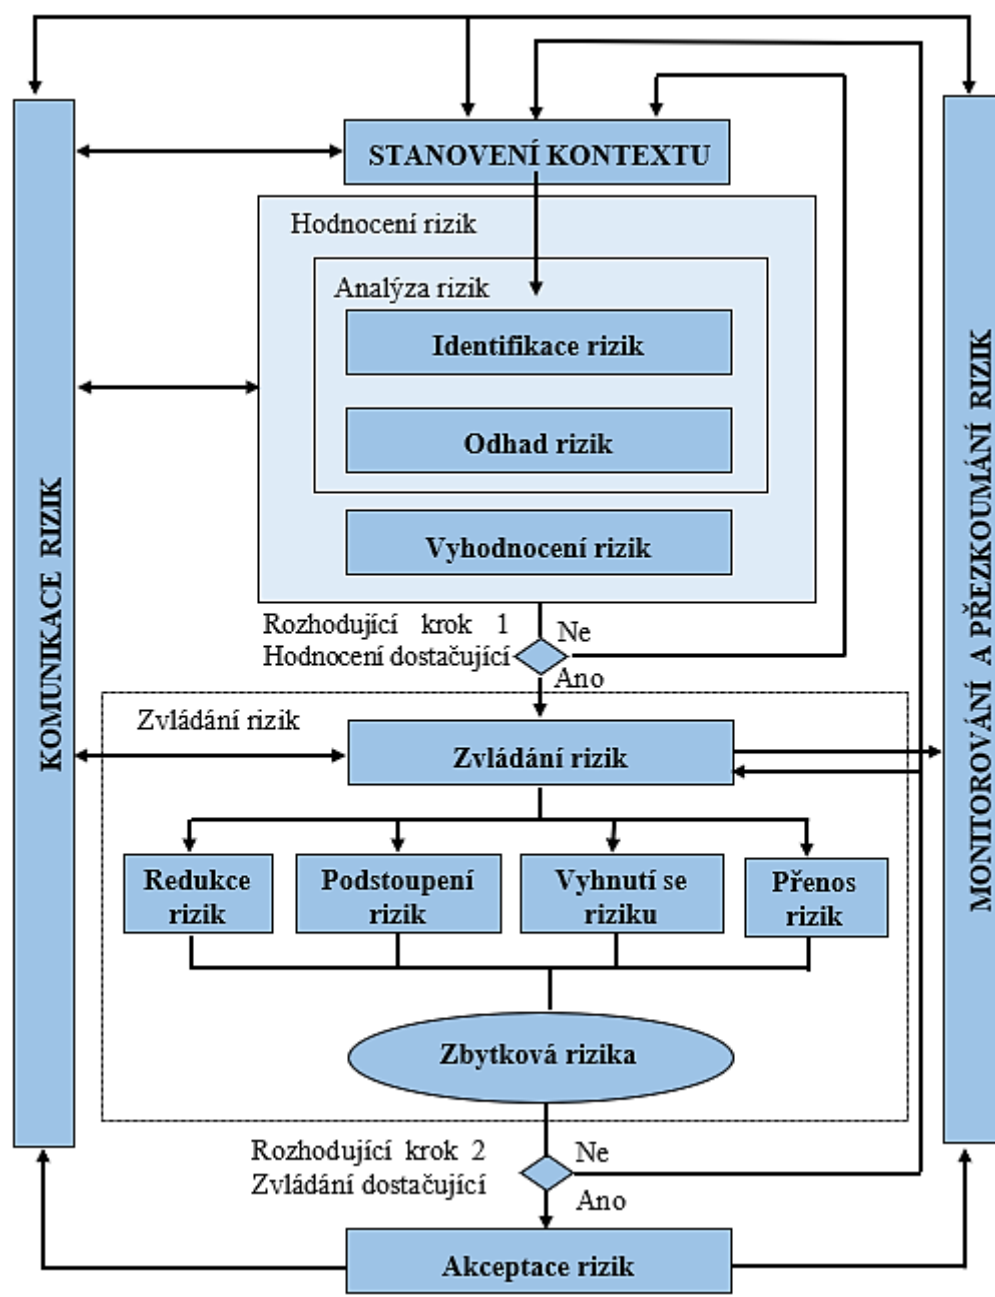 STANOVENÍ KONTEXTU
Hodnocení rizik
Analýza rizik
Identifikace rizik
Odhad rizik
Vyhodnocení rizik
Rozhodující krok 1
Hodnocení dostačující
Ne
Ano
Zvládání rizik
Zvládání rizik
Redukce
rizik
Podstoupení
rizik
Vyhnutí se
riziku
Přenos
rizik
Zbytková rizika
Rozhodující krok 2
Zvládání dostačující
Ne
Ano
Akceptace rizik
KOMUNIKACE RIZIK
MONITOROVÁNÍ A PŘEZKOUMÁNÍ RIZIK